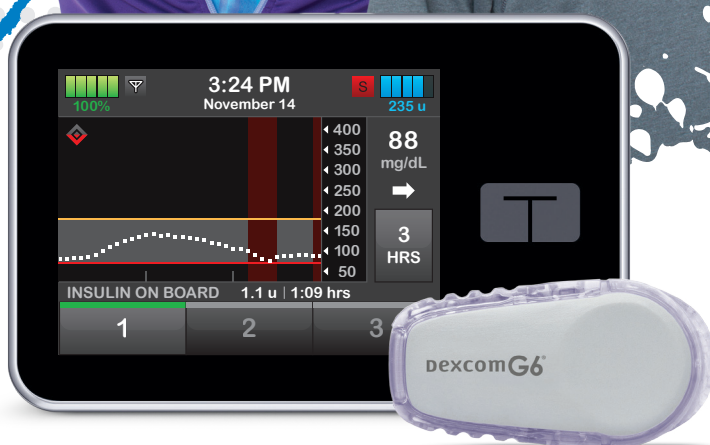 3:24 PM
S
100%
November 14
235 u
400
88
350
mg/dL
300
250
200
150
3
HRS
100
50
INSULIN ON BOARD 1.1 u | 1:09 hrs
1
2
3
T
Dexcom G6